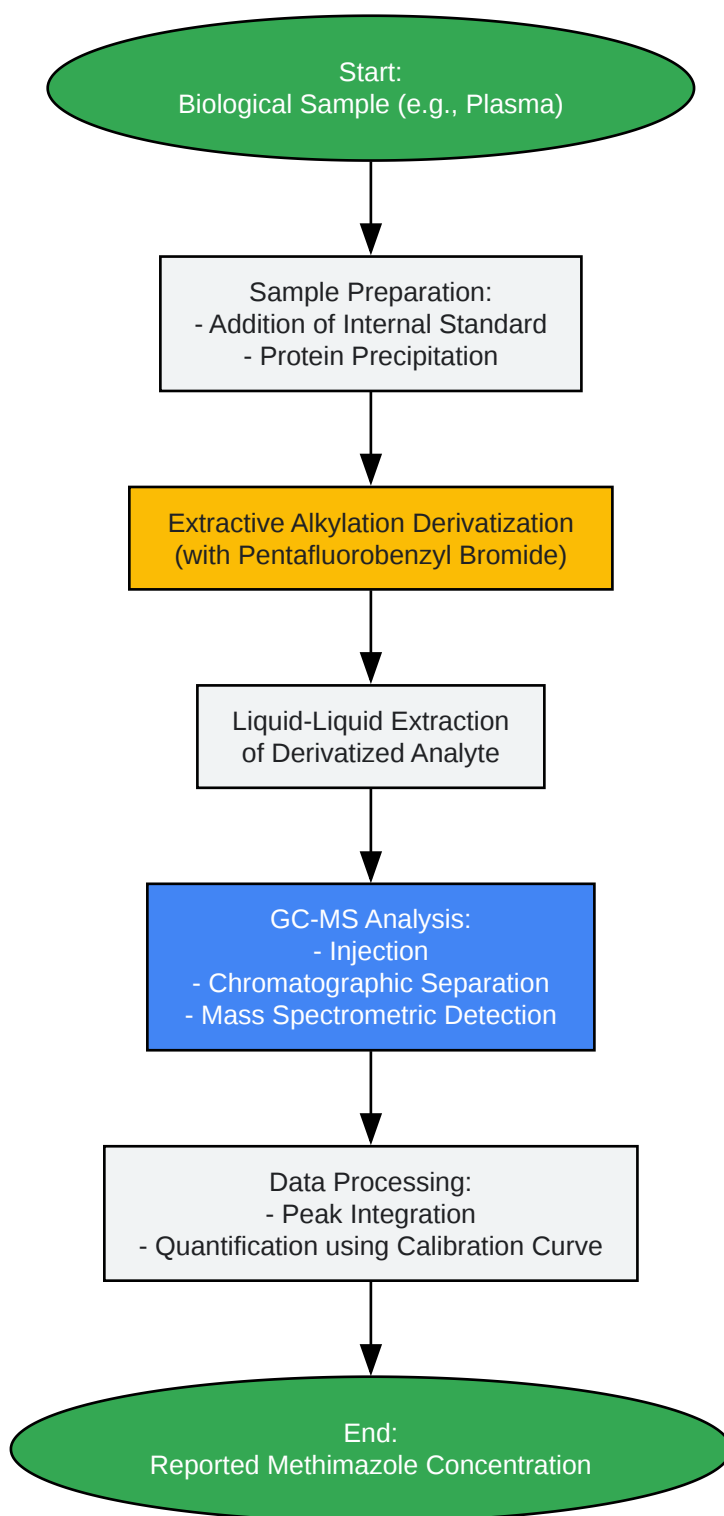 Start:
Biological Sample (e.g., Plasma)
Sample Preparation:
- Addition of Internal Standard
- Protein Precipitation
Extractive Alkylation Derivatization
(with Pentafluorobenzyl Bromide)
Liquid-Liquid Extraction
of Derivatized Analyte
GC-MS Analysis:
- Injection
- Chromatographic Separation
- Mass Spectrometric Detection
Data Processing:
- Peak Integration
- Quantification using Calibration Curve
End:
Reported Methimazole Concentration